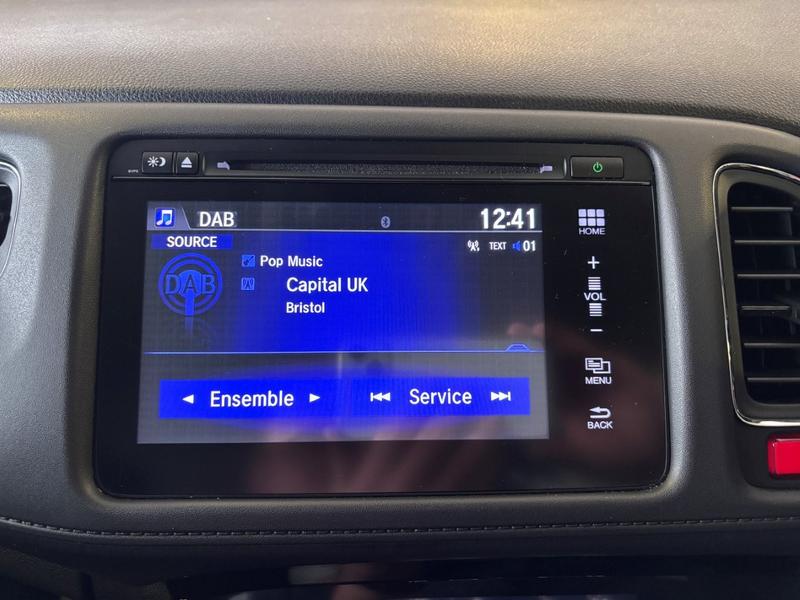 DAB 12:41
SOURCE TEXT 01
DAB
Pop Music
Capital UK
Bristol
Ensemble Service
HOME
+
VOL
−
MENU
BACK